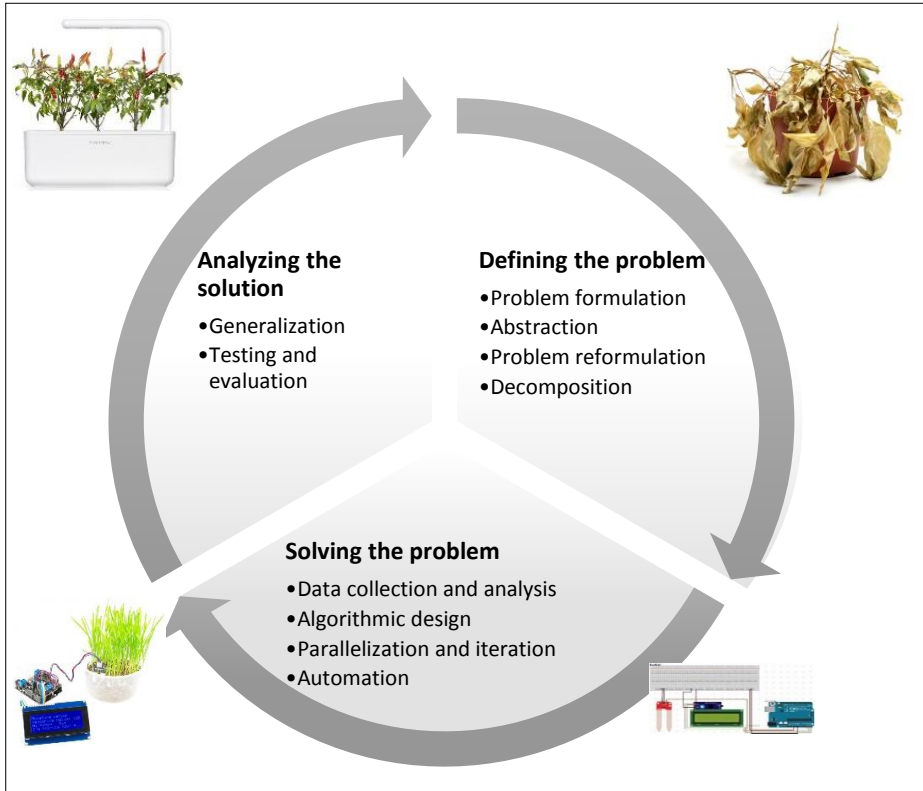 Analyzing the
solution
•Generalization
•Testing and
evaluation
Defining the problem
•Problem formulation
•Abstraction
•Problem reformulation
•Decomposition
Solving the problem
•Data collection and analysis
•Algorithmic design
•Parallelization and iteration
•Automation